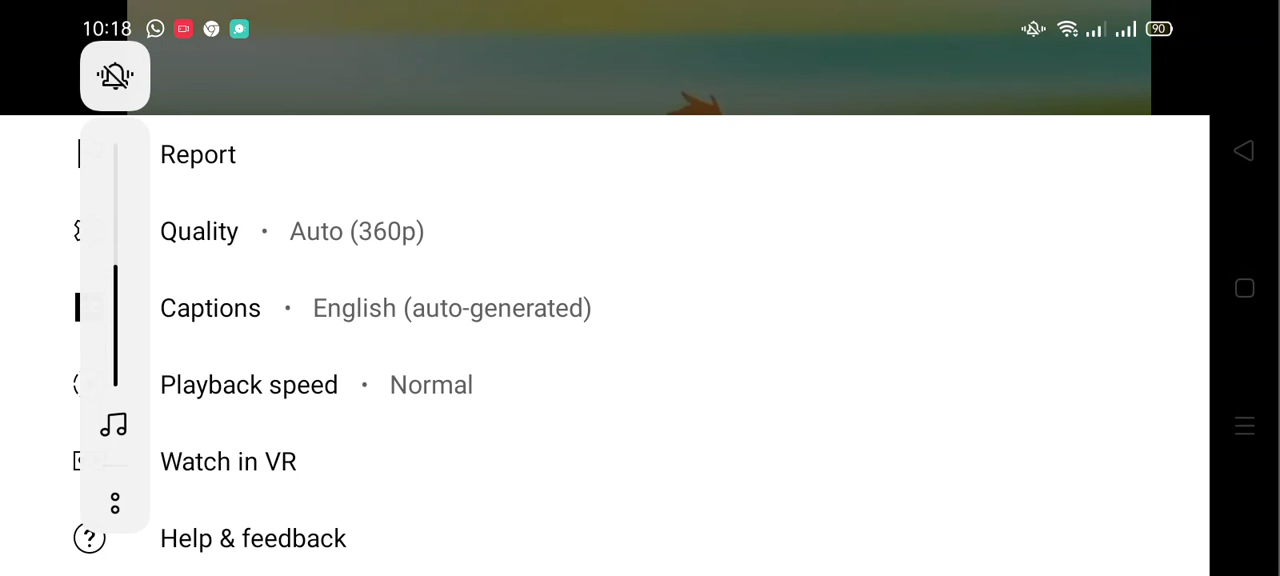 10:18
90
Report
Quality • Auto (360p)
Captions • English (auto-generated)
Playback speed • Normal
Watch in VR
Help & feedback